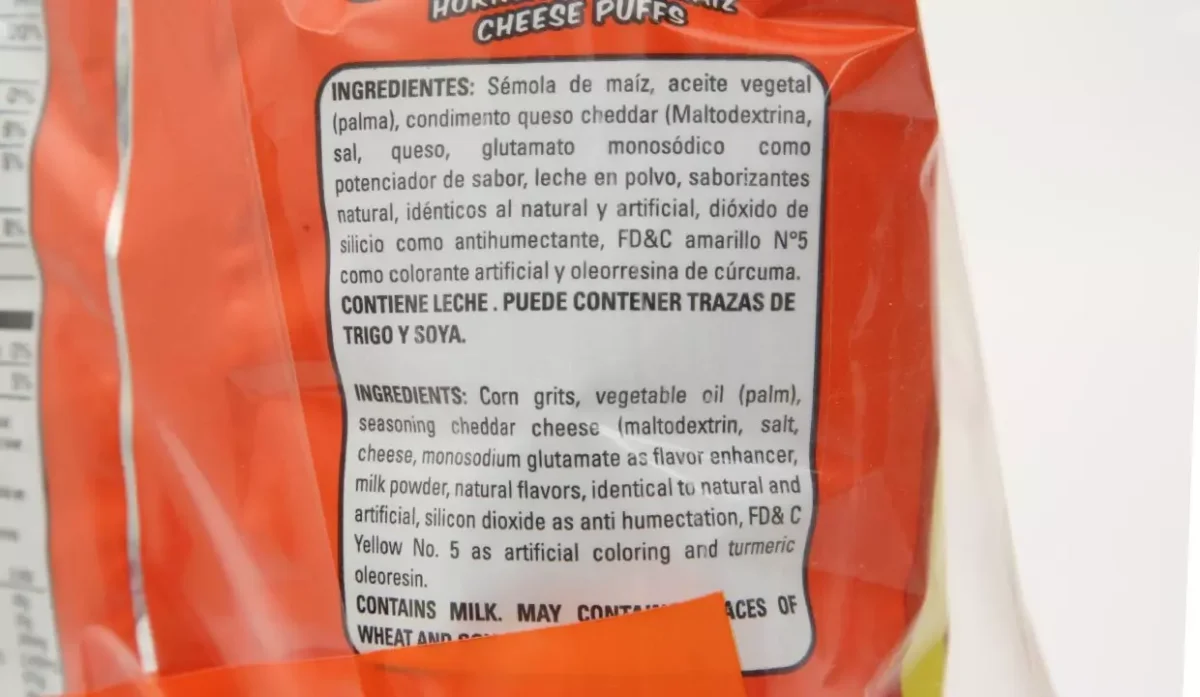 CHEESE PUFFS
INGREDIENTES: Sémola de maíz, aceite vegetal
(palma), condimento queso cheddar (Maltodextrina,
sal, queso, glutamato monosódico como
potenciador de sabor, leche en polvo, saborizantes
natural, idénticos al natural y artificial, dióxido de
silicio como antihumectante, FD&C amarillo N°5
como colorante artificial y oleorresina de cúrcuma.
CONTIENE LECHE . PUEDE CONTENER TRAZAS DE
TRIGO Y SOYA.
INGREDIENTS: Corn grits, vegetable oil (palm),
seasoning cheddar cheese (maltodextrin, salt,
cheese, monosodium glutamate as flavor enhancer,
milk powder, natural flavors, identical to natural and
artificial, silicon dioxide as anti humectation, FD& C
Yellow No. 5 as artificial coloring and turmeric
oleoresin.
CONTAINS MILK. MAY OF
WHEAT AND